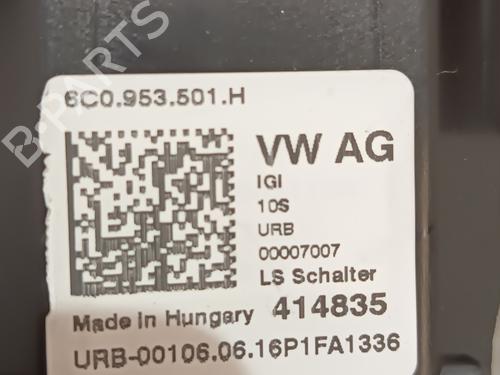 6C0.953.501.H
VW AG
IGI
10S
URB
00007007
LS Schalter
Made in Hungary 414835
URB-00106.06.16P1FA1336
B-PARTS